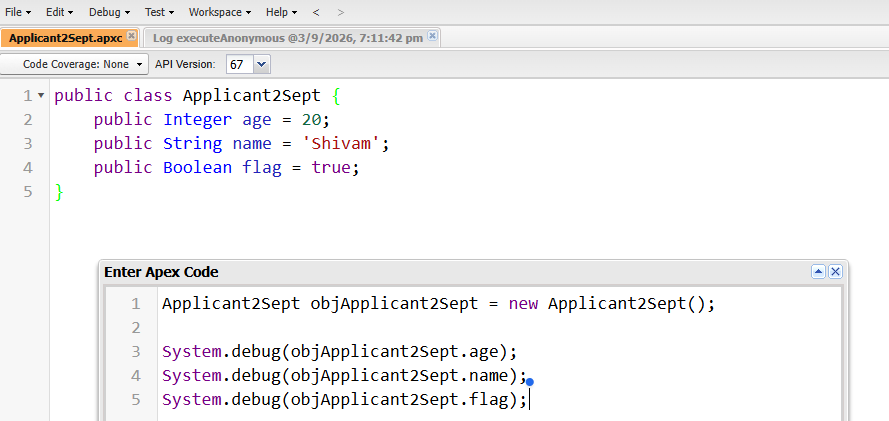 File Edit Debug Test Workspace Help < >
Applicant2Sept.apxc Log executeAnonymous @3/9/2026, 7:11:42 pm
Code Coverage: None API Version: 67
1 public class Applicant2Sept {
2 public Integer age = 20;
3 public String name = 'Shivam';
4 public Boolean flag = true;
5 }
Enter Apex Code
1 Applicant2Sept objApplicant2Sept = new Applicant2Sept();
2
3 System.debug(objApplicant2Sept.age);
4 System.debug(objApplicant2Sept.name);
5 System.debug(objApplicant2Sept.flag);